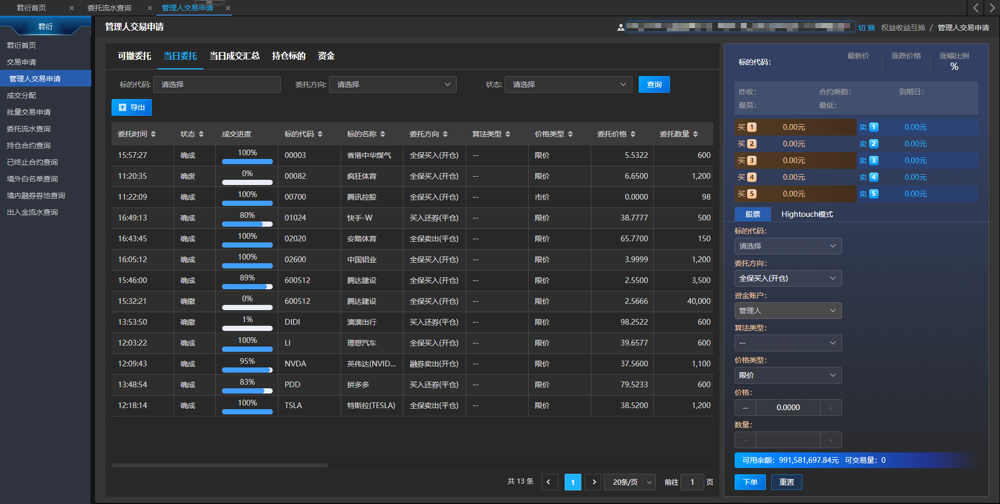 君衍首页 × 委托流水查询 × 管理人交易申请 ×
君衍
君衍首页
交易申请
管理人交易申请
成交分配
批量交易申请
委托流水查询
持仓合约查询
已终止合约查询
境外白名单查询
境内融券券池查询
出入金流水查询
管理人交易申请
切 换 权益收益互换 / 管理人交易申请
可撤委托 当日委托 当日成交汇总 持仓标的 资金
标的代码: 请选择 委托方向: 请选择 状态: 请选择 查询
导出
委托时间 状态 成交进度 标的代码 标的名称 委托方向 算法类型 价格类型 委托价格 委托数量
15:57:27 确成 100% 00003 香港中华煤气 全保买入(开仓) -- 限价 5.5322 600
11:20:35 确废 0% 00082 疯狂体育 全保买入(开仓) -- 限价 6.6500 1,200
11:22:09 确成 100% 00700 腾讯控股 全保买入(开仓) -- 市价 0.0000 98
16:49:13 确成 80% 01024 快手-W 买入还券(平仓) -- 限价 38.7777 500
16:43:45 确成 100% 02020 安踏体育 全保卖出(平仓) -- 限价 65.7700 150
16:05:12 确成 100% 02600 中国铝业 全保买入(开仓) -- 限价 3.9999 1,200
15:46:00 确成 89% 600512 腾达建设 全保买入(开仓) -- 限价 2.5500 3,500
15:32:21 确撤 0% 600512 腾达建设 全保买入(开仓) -- 限价 2.5666 40,000
13:53:50 确撤 1% DIDI 滴滴出行 买入还券(平仓) -- 限价 98.2522 600
12:03:22 确成 100% LI 理想汽车 全保买入(开仓) -- 限价 39.6577 600
12:09:43 确成 95% NVDA 英伟达(NVID... 融券卖出(开仓) -- 限价 37.5600 1,100
13:48:54 确成 83% PDD 拼多多 买入还券(平仓) -- 限价 79.5233 600
12:18:14 确成 100% TSLA 特斯拉(TESLA) 全保卖出(平仓) -- 限价 38.5200 1,200
共 13 条 1 20条/页 前往 1 页
标的代码: 最新价 涨跌价格 涨幅比例
%
昨收: 合约乘数: 到期日:
最高: 最低:
买 1 0.00元 卖 1 0.00元
买 2 0.00元 卖 2 0.00元
买 3 0.00元 卖 3 0.00元
买 4 0.00元 卖 4 0.00元
买 5 0.00元 卖 5 0.00元
股票 Hightouch模式
标的代码:
请选择
委托方向:
全保买入(开仓)
资金账户:
管理人
算法类型:
--
价格类型:
限价
价格:
− 0.0000 +
数量:
− +
可用余额: 991,581,697.84元 可交易量: 0
下单 重置